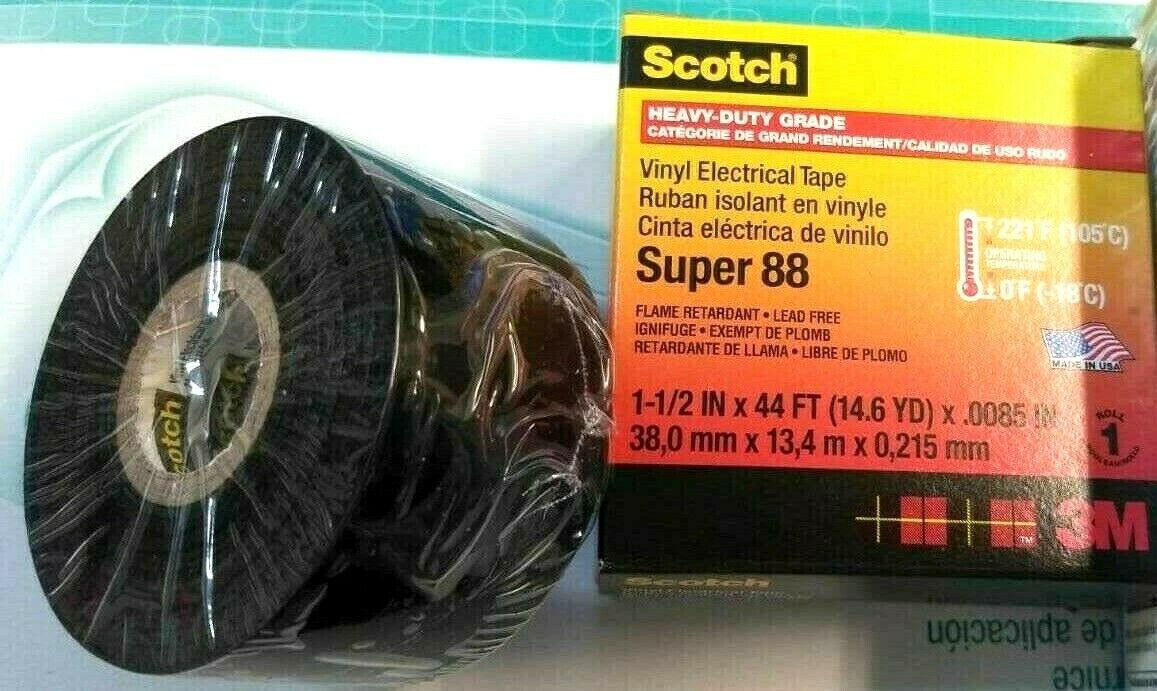 Scotch
HEAVY-DUTY GRADE
CATÉGORIE DE GRAND RENDEMENT/CALIDAD DE USO RUDO
Vinyl Electrical Tape
Ruban isolant en vinyle
Cinta eléctrica de vinilo
Super 88
FLAME RETARDANT • LEAD FREE
IGNIFUGE • EXEMPT DE PLOMB
RETARDANTE DE LLAMA • LIBRE DE PLOMO
221°F (105°C)
OPERATING
0°F (-18°C)
MADE IN USA
1-1/2 IN x 44 FT (14.6 YD) x .0085 IN
38,0 mm x 13,4 m x 0,215 mm
ROLL
1
TM
3M
Scotch
Scotch
de aplicación